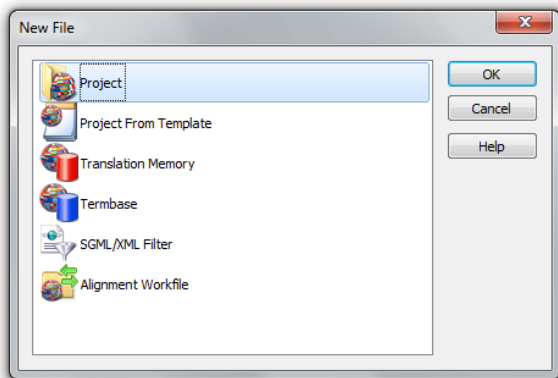 New File
Project
Project From Template
Translation Memory
Termbase
SGML/XML Filter
Alignment Workfile
OK
Cancel
Help